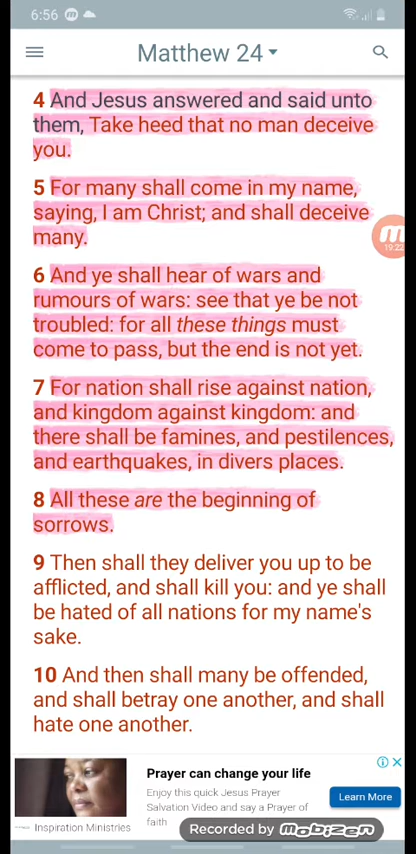 6:56
Matthew 24
4 And Jesus answered and said unto
them, Take heed that no man deceive
you.
5 For many shall come in my name,
saying, I am Christ; and shall deceive
many.
19:22
6 And ye shall hear of wars and
rumours of wars: see that ye be not
troubled: for all these things must
come to pass, but the end is not yet.
7 For nation shall rise against nation,
and kingdom against kingdom: and
there shall be famines, and pestilences,
and earthquakes, in divers places.
8 All these are the beginning of
sorrows.
9 Then shall they deliver you up to be
afflicted, and shall kill you: and ye shall
be hated of all nations for my name's
sake.
10 And then shall many be offended,
and shall betray one another, and shall
hate one another.
Prayer can change your life
Enjoy this quick Jesus Prayer
Salvation Video and say a Prayer of
faith
Learn More
Inspiration Ministries
Recorded by mobizen